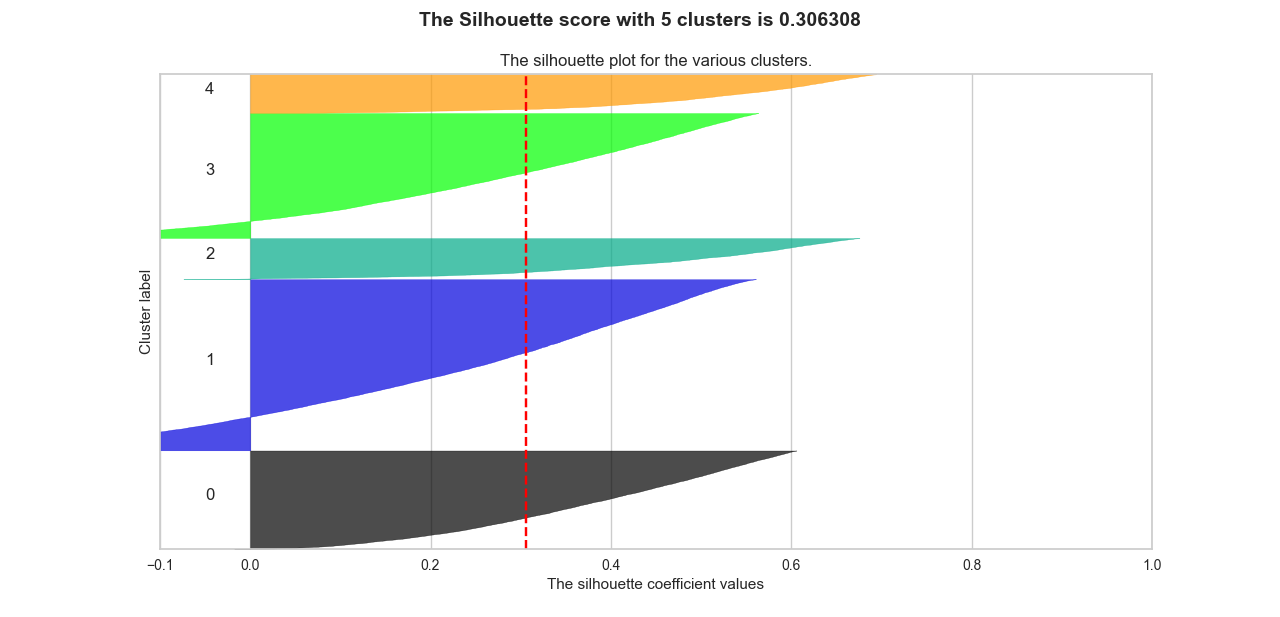 The Silhouette score with 5 clusters is 0.306308
The silhouette plot for the various clusters.
4
3
2
1
0
Cluster label
−0.1 0.0 0.2 0.4 0.6 0.8 1.0
The silhouette coefficient values